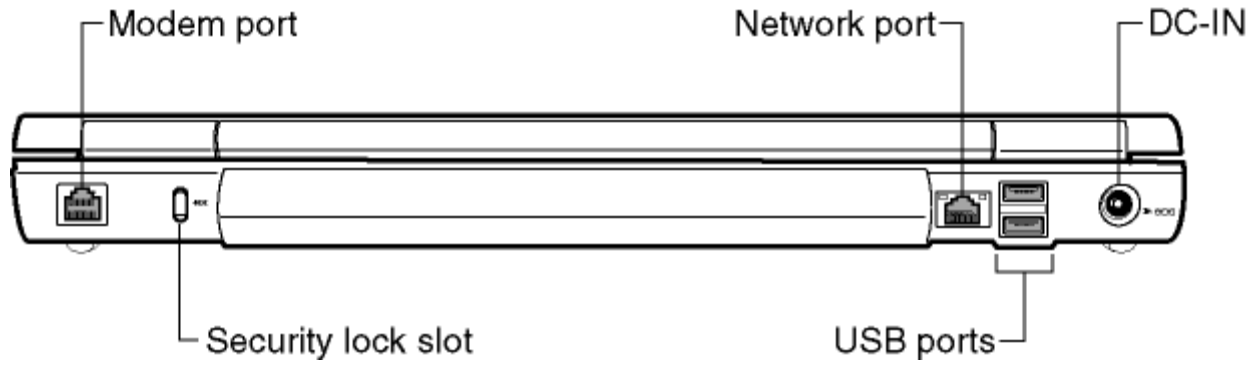 Modem port
Network port
DC-IN
Security lock slot
USB ports